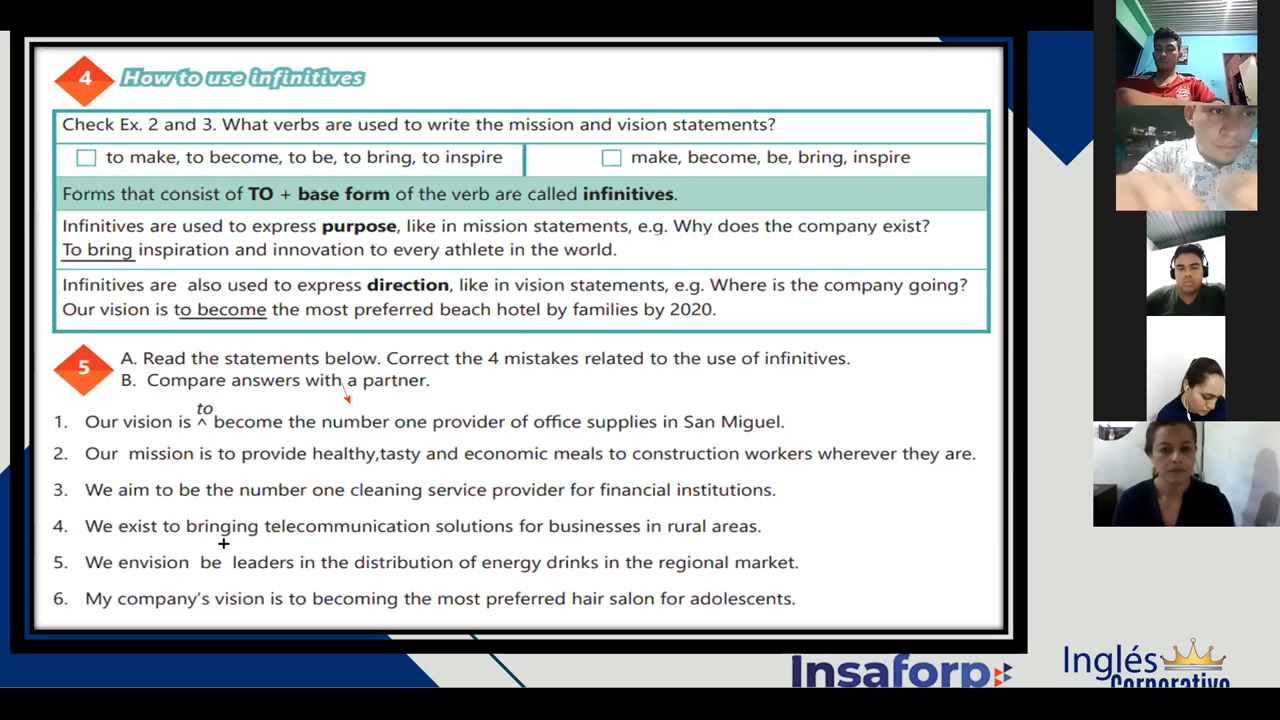 4 How to use infinitives
Check Ex. 2 and 3. What verbs are used to write the mission and vision statements?
to make, to become, to be, to bring, to inspire
make, become, be, bring, inspire
Forms that consist of TO + base form of the verb are called infinitives.
Infinitives are used to express purpose, like in mission statements, e.g. Why does the company exist?
To bring inspiration and innovation to every athlete in the world.
Infinitives are also used to express direction, like in vision statements, e.g. Where is the company going?
Our vision is to become the most preferred beach hotel by families by 2020.
5 A. Read the statements below. Correct the 4 mistakes related to the use of infinitives.
B. Compare answers with a partner.
to
1. Our vision is ^ become the number one provider of office supplies in San Miguel.
2. Our mission is to provide healthy,tasty and economic meals to construction workers wherever they are.
3. We aim to be the number one cleaning service provider for financial institutions.
4. We exist to bringing telecommunication solutions for businesses in rural areas.
5. We envision be leaders in the distribution of energy drinks in the regional market.
6. My company's vision is to becoming the most preferred hair salon for adolescents.
Insaforp
Inglés
Corporativo